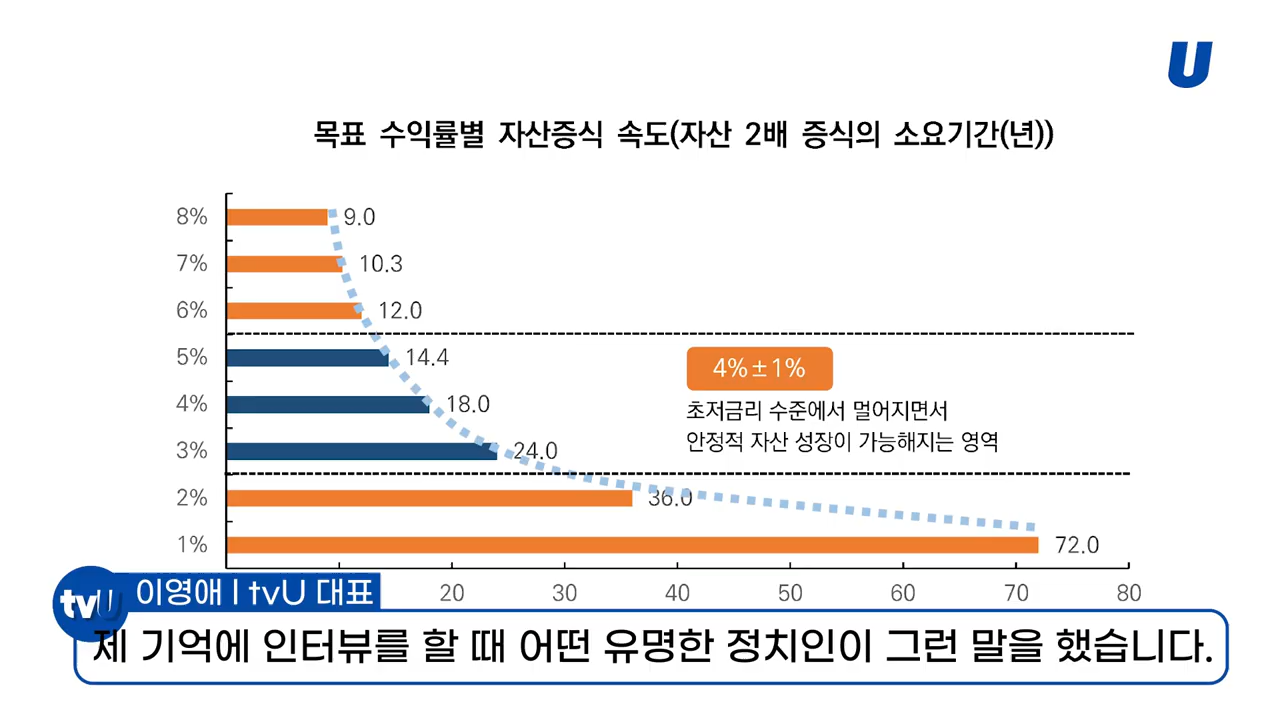 U
목표 수익률별 자산증식 속도(자산 2배 증식의 소요기간(년))
8% 9.0
7% 10.3
6% 12.0
5% 14.4
4% 18.0
3% 24.0
2% 36.0
1% 72.0
4%±1%
초저금리 수준에서 멀어지면서
안정적 자산 성장이 가능해지는 영역
20 30 40 50 60 70 80
tvU
이영애 | tvU 대표
제 기억에 인터뷰를 할 때 어떤 유명한 정치인이 그런 말을 했습니다.